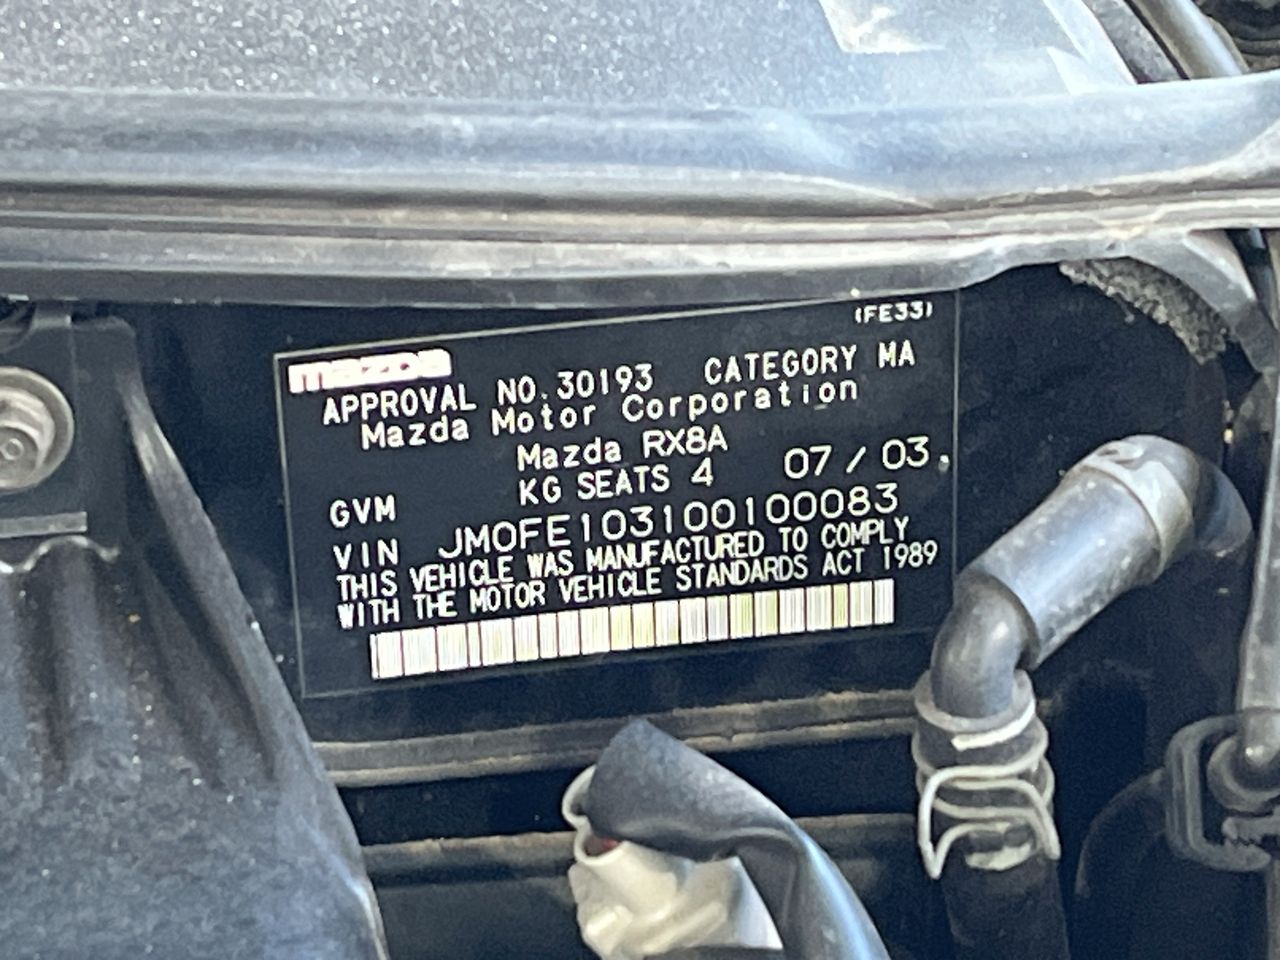 (FE33)
mazda
APPROVAL NO.30193 CATEGORY MA
Mazda Motor Corporation
Mazda RX8A
GVM KG SEATS 4 07/03.
VIN JM0FE103100100083
THIS VEHICLE WAS MANUFACTURED TO COMPLY
WITH THE MOTOR VEHICLE STANDARDS ACT 1989